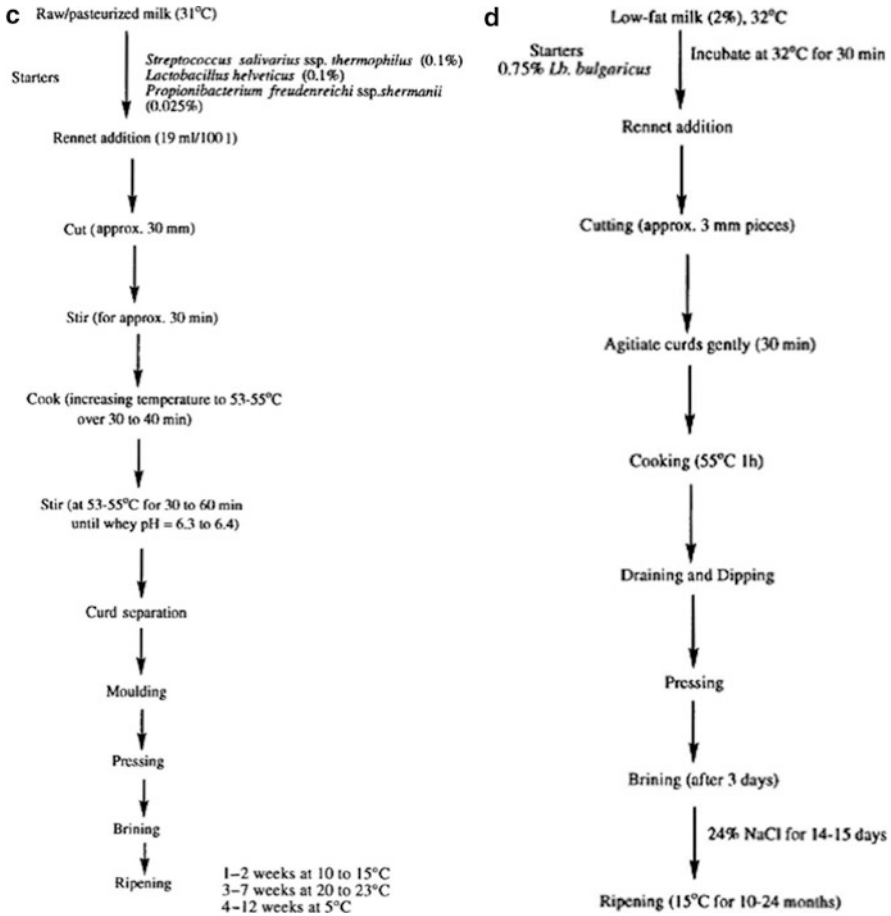 c
Raw/pasteurized milk (31°C)
Starters
Streptococcus salivarius ssp. thermophilus (0.1%)
Lactobacillus helveticus (0.1%)
Propionibacterium freudenreichi ssp.shermanii
(0.025%)
Rennet addition (19 ml/100 l)
Cut (approx. 30 mm)
Stir (for approx. 30 min)
Cook (increasing temperature to 53-55°C
over 30 to 40 min)
Stir (at 53-55°C for 30 to 60 min
until whey pH = 6.3 to 6.4)
Curd separation
Moulding
Pressing
Brining
Ripening
1–2 weeks at 10 to 15°C
3–7 weeks at 20 to 23°C
4–12 weeks at 5°C
d
Low-fat milk (2%), 32°C
Starters
0.75% Lb. bulgaricus
Incubate at 32°C for 30 min
Rennet addition
Cutting (approx. 3 mm pieces)
Agitiate curds gently (30 min)
Cooking (55°C 1h)
Draining and Dipping
Pressing
Brining (after 3 days)
24% NaCl for 14-15 days
Ripening (15°C for 10-24 months)